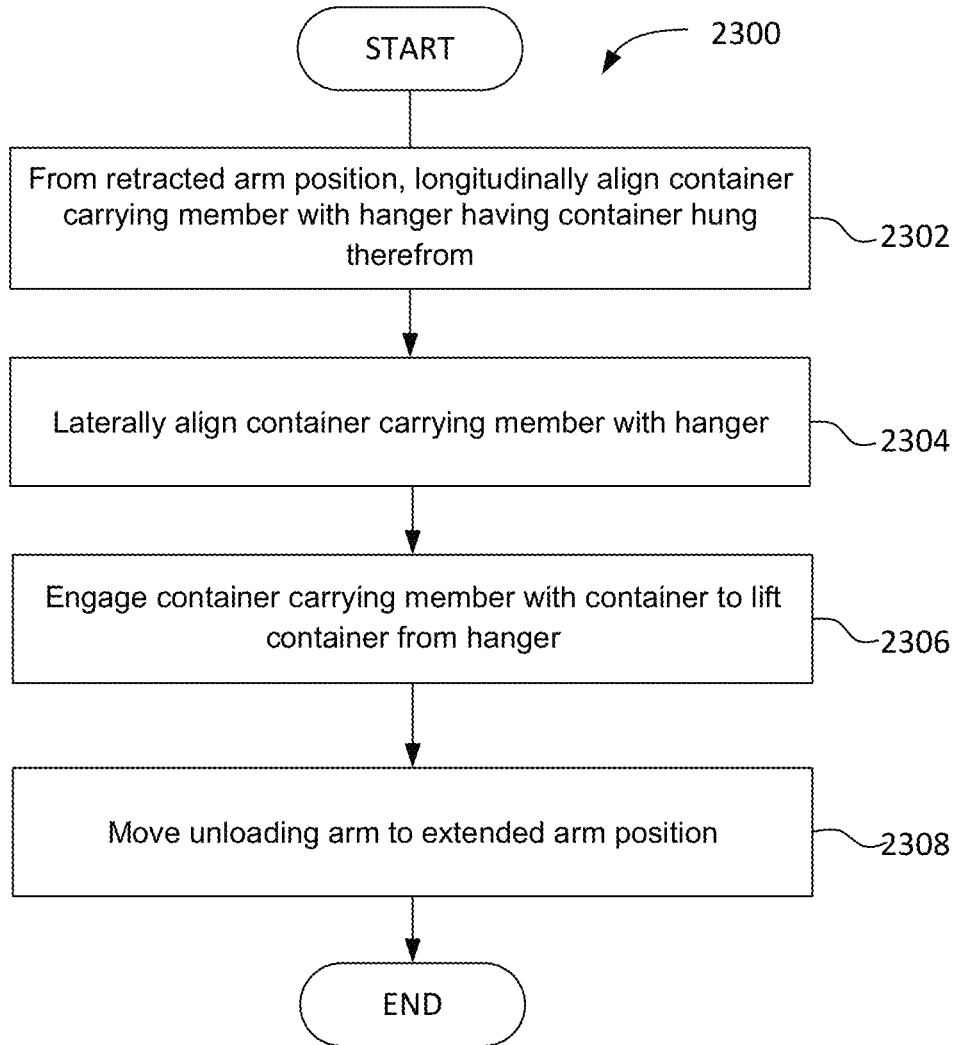 START
2300
From retracted arm position, longitudinally align container
carrying member with hanger having container hung
therefrom
2302
Laterally align container carrying member with hanger
2304
Engage container carrying member with container to lift
container from hanger
2306
Move unloading arm to extended arm position
2308
END